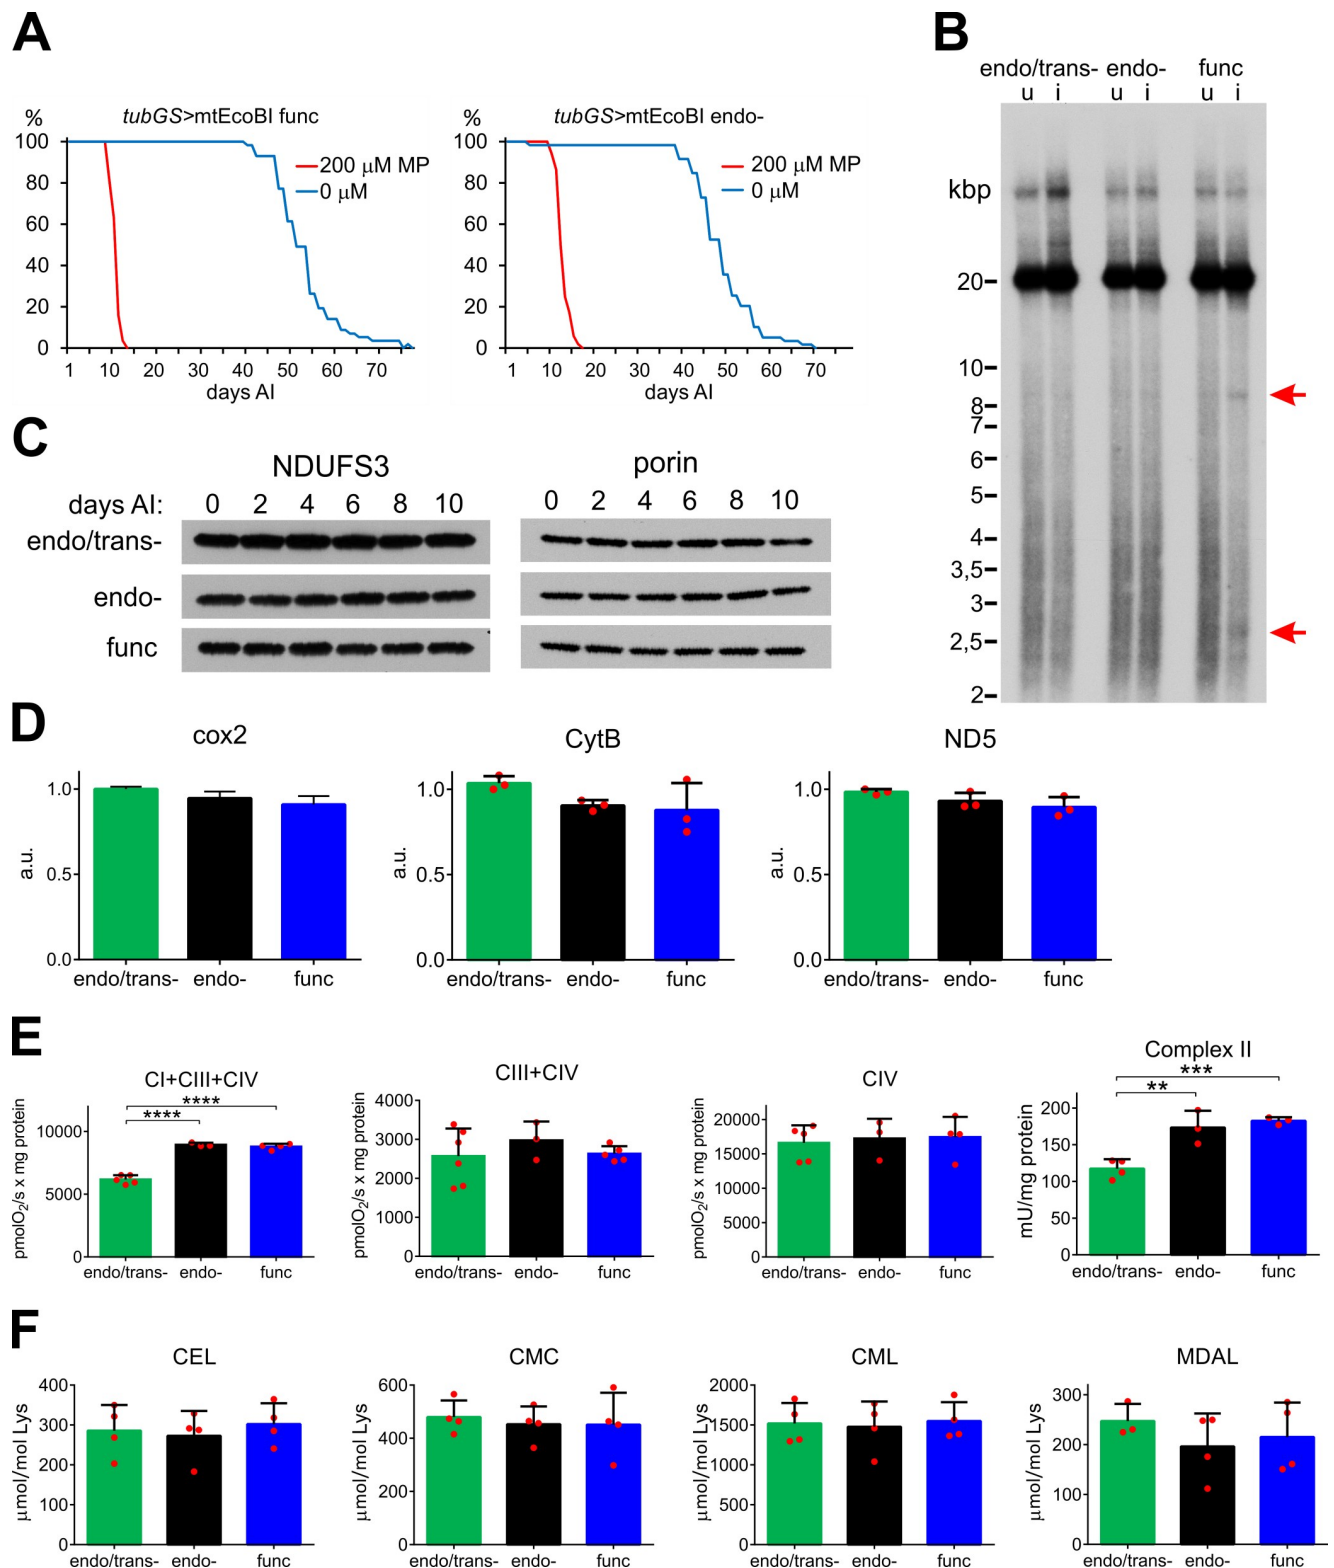 A
tubGS>mtEcoBI func
%
100
80
60
40
20
0
200 µM MP
0 µM
1 10 20 30 40 50 60 70
days AI
tubGS>mtEcoBI endo-
%
100
80
60
40
20
0
200 µM MP
0 µM
1 10 20 30 40 50 60 70
days AI
B
endo/trans- endo- func
u i u i u i
kbp
20
10
8
7
6
5
4
3,5
3
2,5
2
C
NDUFS3
porin
days AI: 0 2 4 6 8 10
0 2 4 6 8 10
endo/trans-
endo-
func
D
cox2
a.u.
1.0
0.5
0.0
endo/trans- endo- func
CytB
a.u.
1.0
0.5
0.0
endo/trans- endo- func
ND5
a.u.
1.0
0.5
0.0
endo/trans- endo- func
E
CI+CIII+CIV
****
****
pmolO₂/s x mg protein
10000
5000
0
endo/trans- endo- func
CIII+CIV
pmolO₂/s x mg protein
4000
3000
2000
1000
0
endo/trans- endo- func
CIV
pmolO₂/s x mg protein
20000
15000
10000
5000
0
endo/trans- endo- func
Complex II
***
**
mU/mg protein
200
150
100
50
0
endo/trans- endo- func
F
CEL
µmol/mol Lys
400
300
200
100
0
endo/trans- endo- func
CMC
µmol/mol Lys
600
400
200
0
endo/trans- endo- func
CML
µmol/mol Lys
2000
1500
1000
500
0
endo/trans- endo- func
MDAL
µmol/mol Lys
300
200
100
0
endo/trans- endo- func